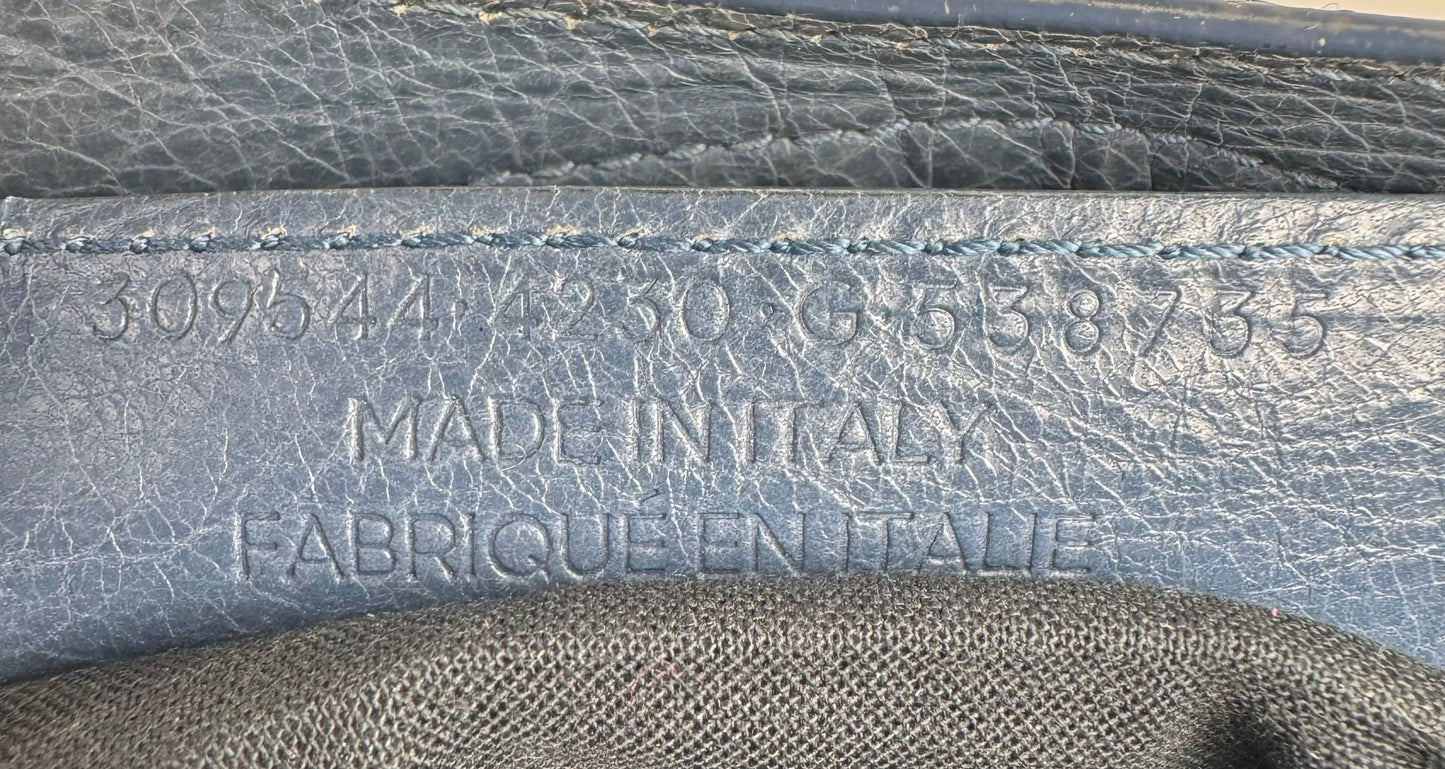 309544·4230·G·538735
MADE IN ITALY
FABRIQUÉ EN ITALIE